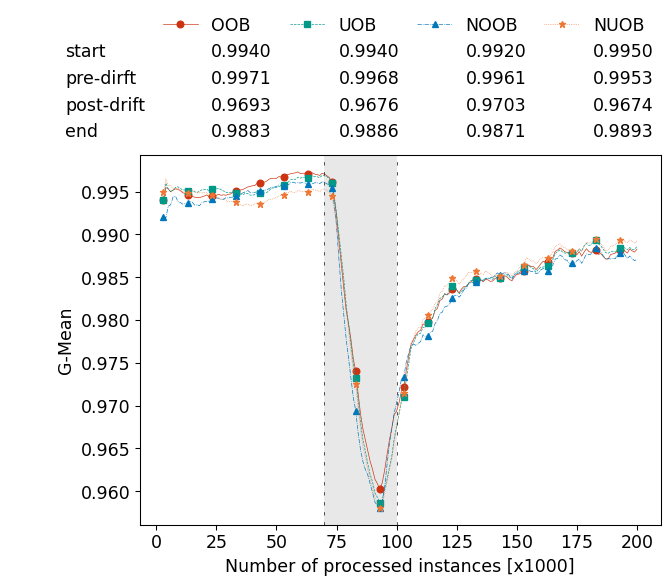 OOB UOB NOOB NUOB
start 0.9940 0.9940 0.9920 0.9950
pre-dirft 0.9971 0.9968 0.9961 0.9953
post-drift 0.9693 0.9676 0.9703 0.9674
end 0.9883 0.9886 0.9871 0.9893
0.995
0.990
0.985
0.980
0.975
0.970
0.965
0.960
G-Mean
0 25 50 75 100 125 150 175 200
Number of processed instances [x1000]